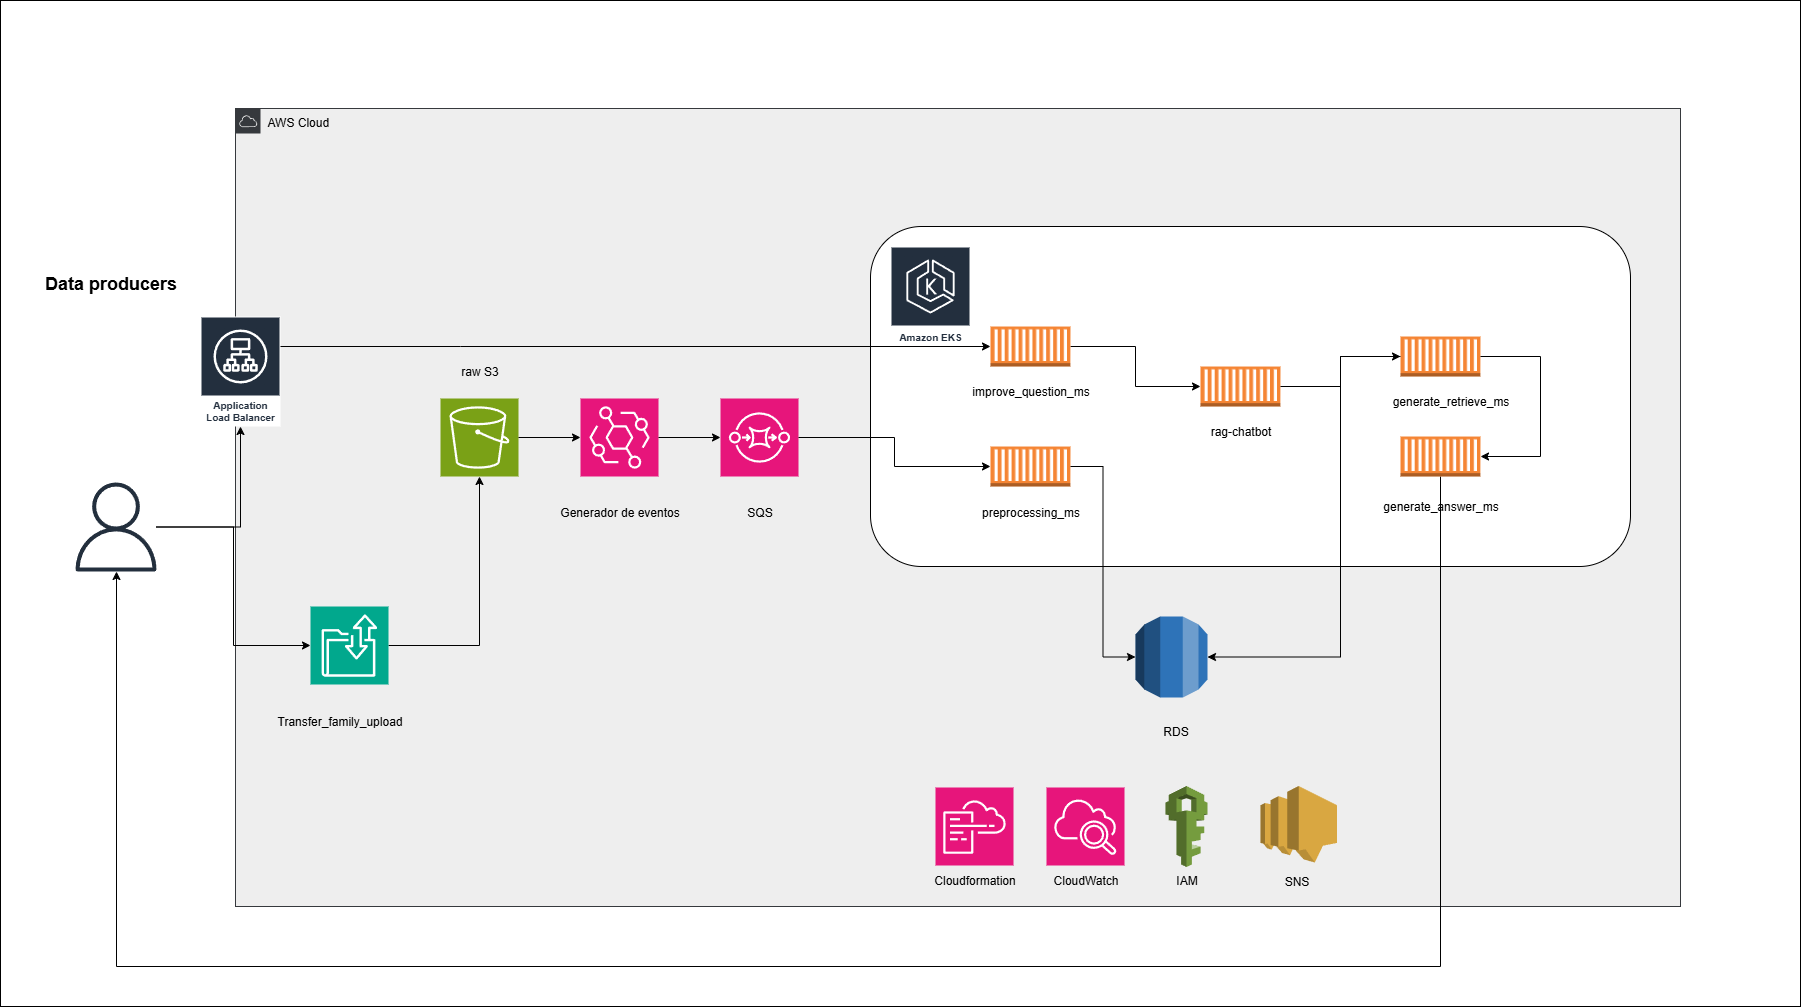 AWS Cloud
Data producers
Application
Load Balancer
raw S3
Generador de eventos
SQS
Amazon EKS
improve_question_ms
preprocessing_ms
rag-chatbot
generate_retrieve_ms
generate_answer_ms
Transfer_family_upload
RDS
Cloudformation
CloudWatch
IAM
SNS